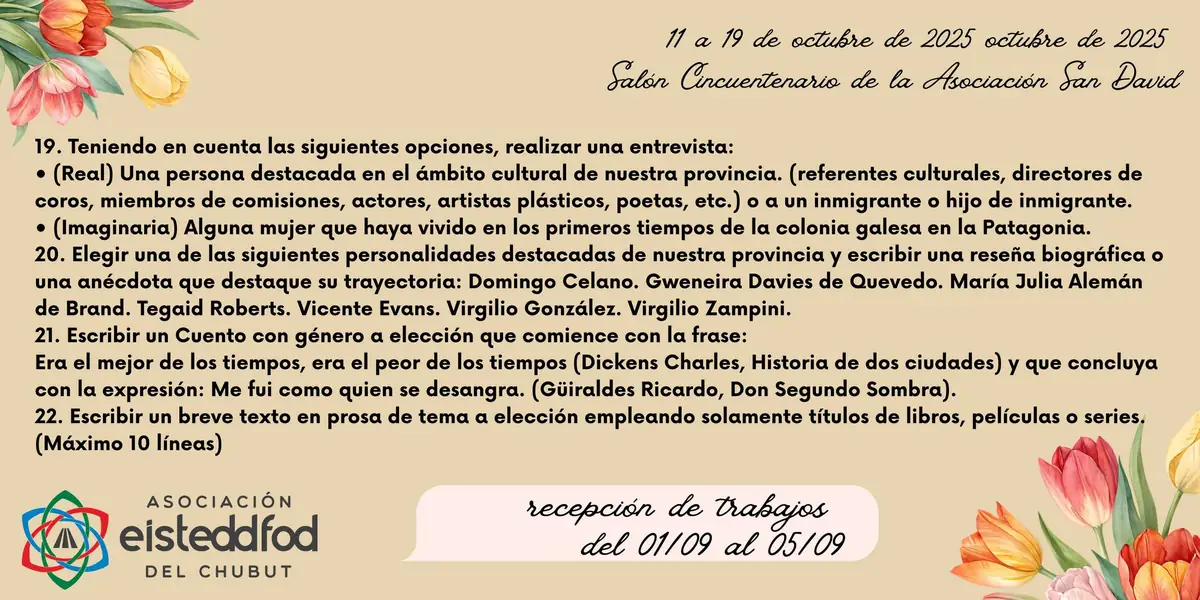 11 a 19 de octubre de 2025 octubre de 2025
Salón Cincuentenario de la Asociación San David
19. Teniendo en cuenta las siguientes opciones, realizar una entrevista:
• (Real) Una persona destacada en el ámbito cultural de nuestra provincia. (referentes culturales, directores de
coros, miembros de comisiones, actores, artistas plásticos, poetas, etc.) o a un inmigrante o hijo de inmigrante.
• (Imaginaria) Alguna mujer que haya vivido en los primeros tiempos de la colonia galesa en la Patagonia.
20. Elegir una de las siguientes personalidades destacadas de nuestra provincia y escribir una reseña biográfica o
una anécdota que destaque su trayectoria: Domingo Celano. Gweneira Davies de Quevedo. María Julia Alemán
de Brand. Tegaid Roberts. Vicente Evans. Virgilio González. Virgilio Zampini.
21. Escribir un Cuento con género a elección que comience con la frase:
Era el mejor de los tiempos, era el peor de los tiempos (Dickens Charles, Historia de dos ciudades) y que concluya
con la expresión: Me fui como quien se desangra. (Güiraldes Ricardo, Don Segundo Sombra).
22. Escribir un breve texto en prosa de tema a elección empleando solamente títulos de libros, películas o series.
(Máximo 10 líneas)
ASOCIACIÓN
eisteddfod
DEL CHUBUT
recepción de trabajos
del 01/09 al 05/09